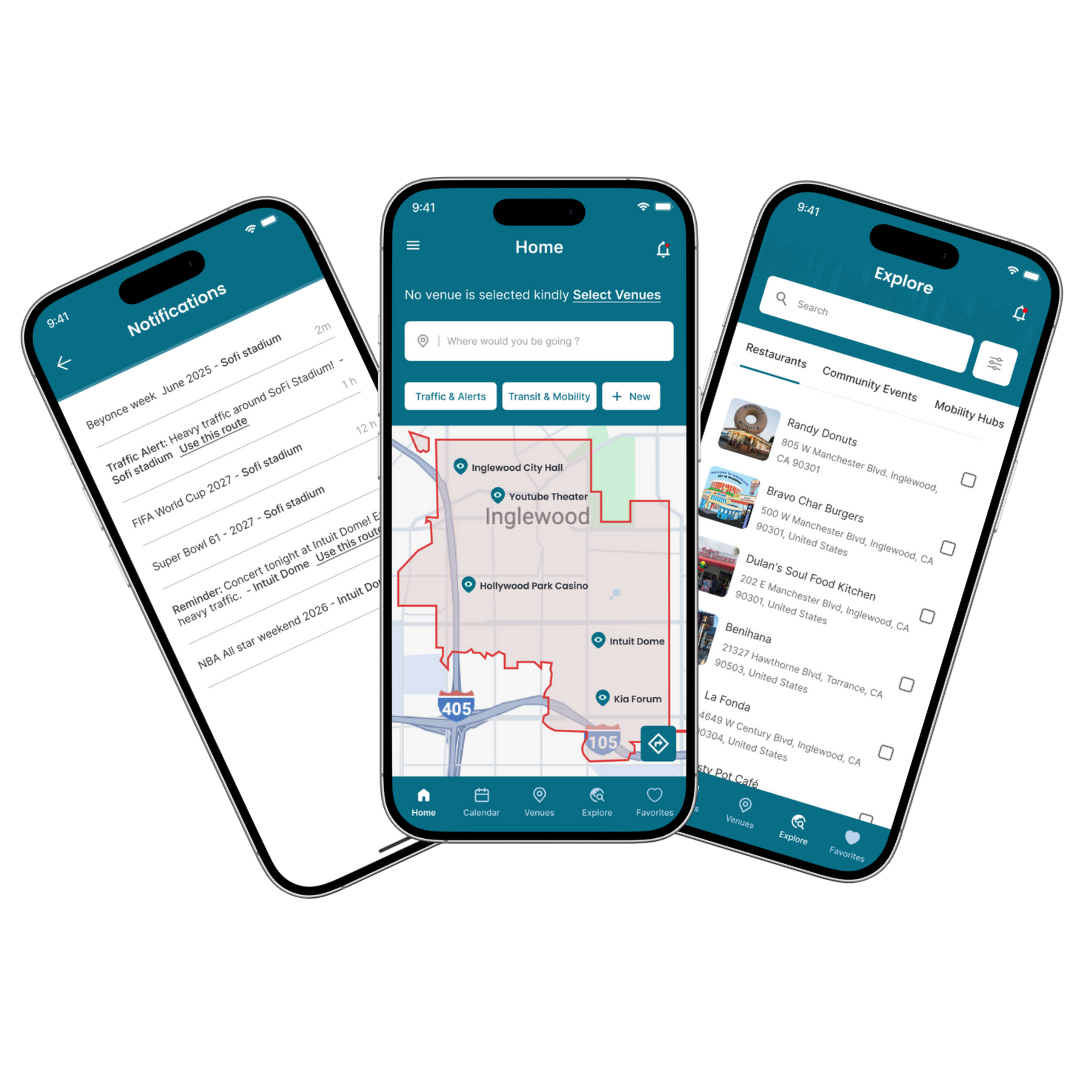 9:41
Notifications
Beyonce week June 2025 - Sofi stadium
2m
Traffic Alert: Heavy traffic around SoFi Stadium! -
Sofi stadium Use this route
1 h
FIFA World Cup 2027 - Sofi stadium
12 h
Super Bowl 61 - 2027 - Sofi stadium
Reminder: Concert tonight at Intuit Dome!
heavy traffic. - Intuit Dome Use this route
NBA All star weekend 2026 - Intuit
9:41
Home
No venue is selected kindly Select Venues
Where would you be going ?
Traffic & Alerts
Transit & Mobility
+ New
Inglewood City Hall
Youtube Theater
Inglewood
Hollywood Park Casino
Intuit Dome
Kia Forum
405
105
Home
Calendar
Venues
Explore
Favorites
9:41
Explore
Search
Restaurants
Community Events
Mobility Hubs
Randy Donuts
805 W Manchester Blvd, Inglewood,
CA 90301
Bravo Char Burgers
500 W Manchester Blvd, Inglewood, CA
90301, United States
Dulan's Soul Food Kitchen
202 E Manchester Blvd, Inglewood, CA
90301, United States
Benihana
21327 Hawthorne Blvd, Torrance, CA
90503, United States
La Fonda
4649 W Century Blvd, Inglewood, CA
90304, United States
Pot Café
Venues
Explore
Favorites